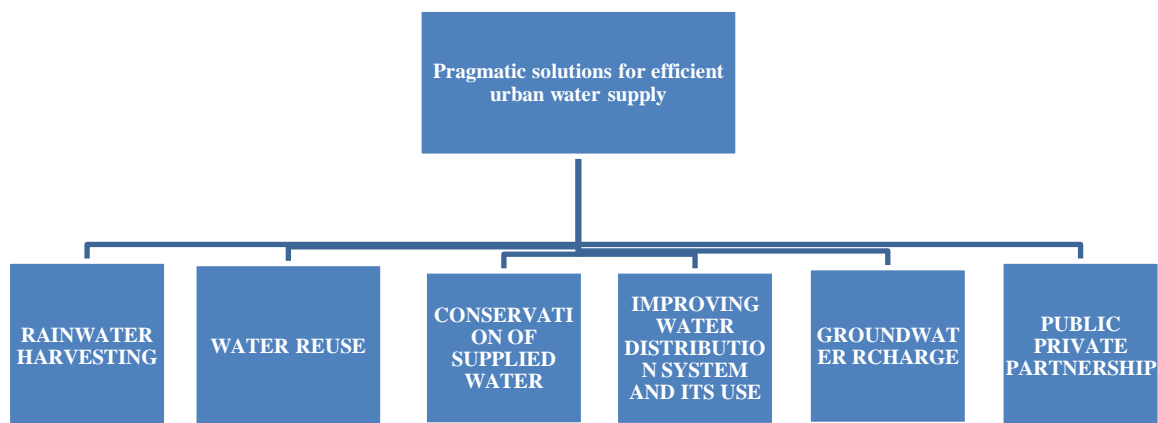 Pragmatic solutions for efficient
urban water supply
RAINWATER
HARVESTING
WATER REUSE
CONSERVATI
ON OF
SUPPLIED
WATER
IMPROVING
WATER
DISTRIBUTIO
N SYSTEM
AND ITS USE
GROUNDWAT
ER RCHARGE
PUBLIC
PRIVATE
PARTNERSHIP